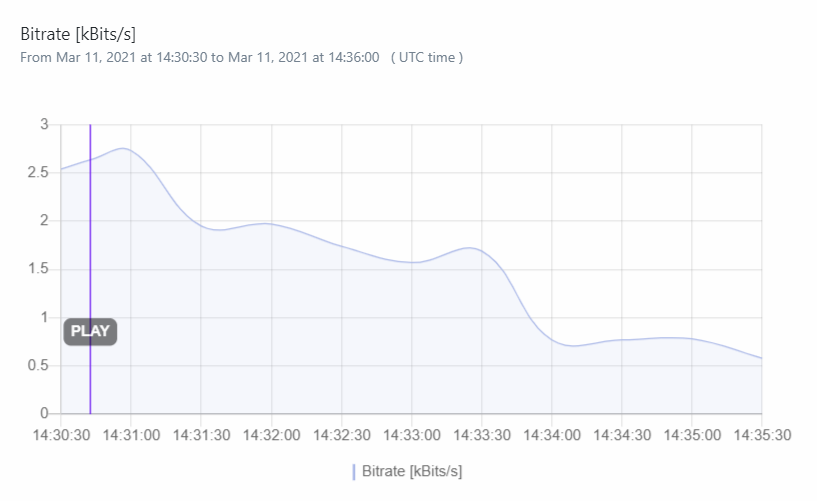 Bitrate [kBits/s]
From Mar 11, 2021 at 14:30:30 to Mar 11, 2021 at 14:36:00 ( UTC time )
3
2.5
2
1.5
1
PLAY
0.5
0
14:30:30 14:31:00 14:31:30 14:32:00 14:32:30 14:33:00 14:33:30 14:34:00 14:34:30 14:35:00 14:35:30
Bitrate [kBits/s]